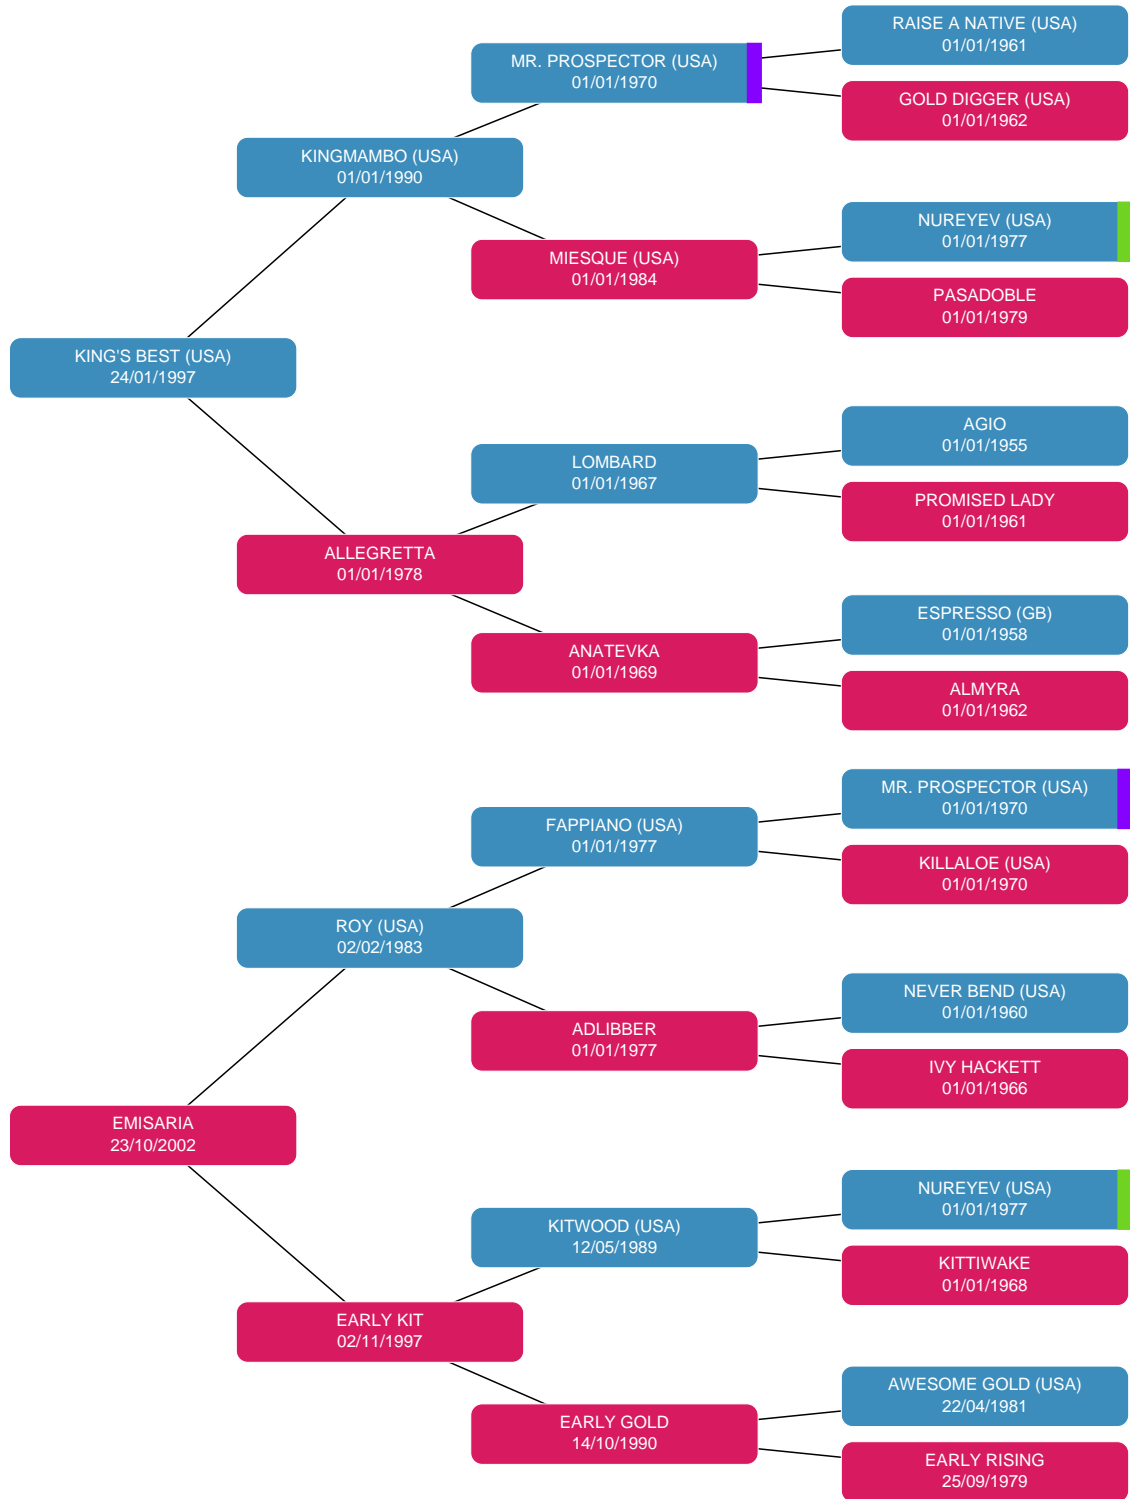 RAISE A NATIVE (USA)
01/01/1961
MR. PROSPECTOR (USA)
01/01/1970
GOLD DIGGER (USA)
01/01/1962
KINGMAMBO (USA)
01/01/1990
NUREYEV (USA)
01/01/1977
MIESQUE (USA)
01/01/1984
PASADOBLE
01/01/1979
KING'S BEST (USA)
24/01/1997
AGIO
01/01/1955
LOMBARD
01/01/1967
PROMISED LADY
01/01/1961
ALLEGRETTA
01/01/1978
ESPRESSO (GB)
01/01/1958
ANATEVKA
01/01/1969
ALMYRA
01/01/1962
MR. PROSPECTOR (USA)
01/01/1970
FAPPIANO (USA)
01/01/1977
KILLALOE (USA)
01/01/1970
ROY (USA)
02/02/1983
NEVER BEND (USA)
01/01/1960
ADLIBBER
01/01/1977
IVY HACKETT
01/01/1966
EMISARIA
23/10/2002
NUREYEV (USA)
01/01/1977
KITWOOD (USA)
12/05/1989
KITTIWAKE
01/01/1968
EARLY KIT
02/11/1997
AWESOME GOLD (USA)
22/04/1981
EARLY GOLD
14/10/1990
EARLY RISING
25/09/1979